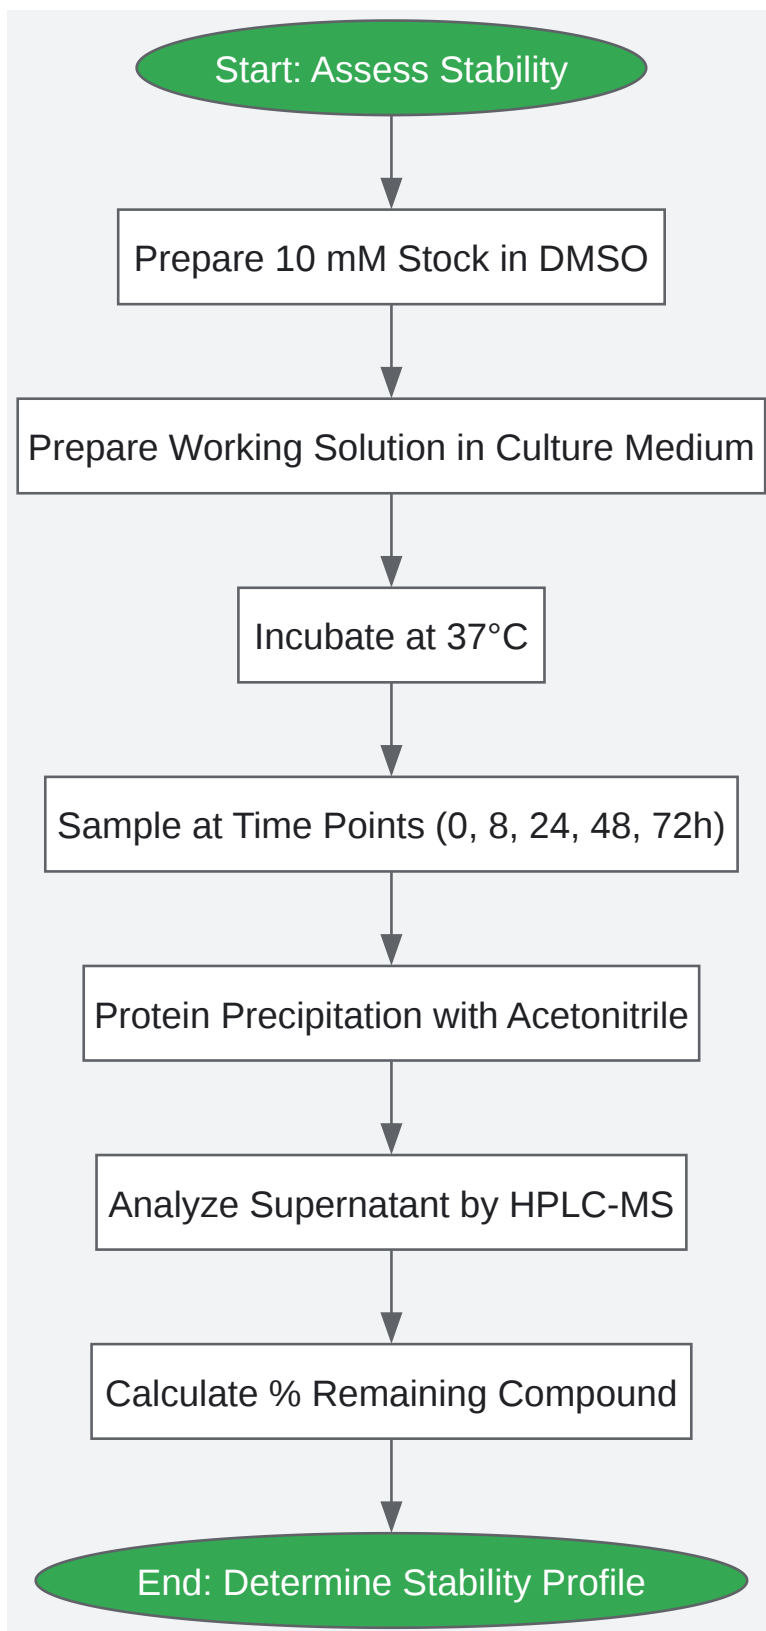 Start: Assess Stability
Prepare 10 mM Stock in DMSO
Prepare Working Solution in Culture Medium
Incubate at 37°C
Sample at Time Points (0, 8, 24, 48, 72h)
Protein Precipitation with Acetonitrile
Analyze Supernatant by HPLC-MS
Calculate % Remaining Compound
End: Determine Stability Profile